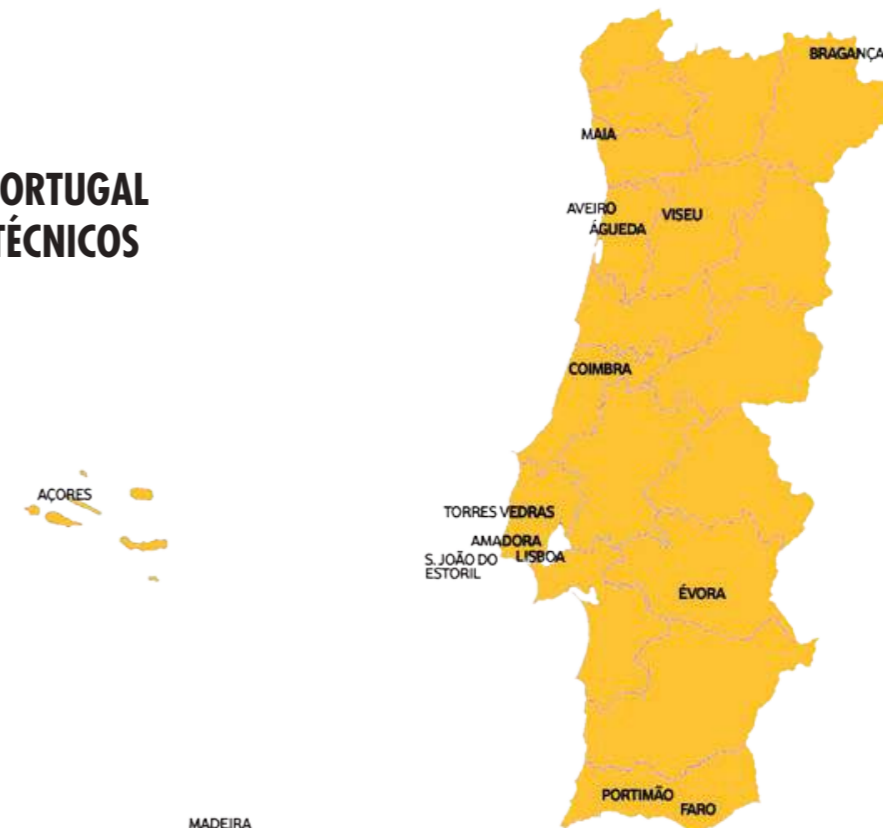 ORTUGAL
TÉCNICOS
BRAGANÇA
MAIA
AVEIRO
ÁGUEDA
VISEU
COIMBRA
AÇORES
TORRES VEDRAS
AMADORA
S. JOÃO DO
ESTORIL
LISBOA
ÉVORA
PORTIMÃO
FARO
MADEIRA